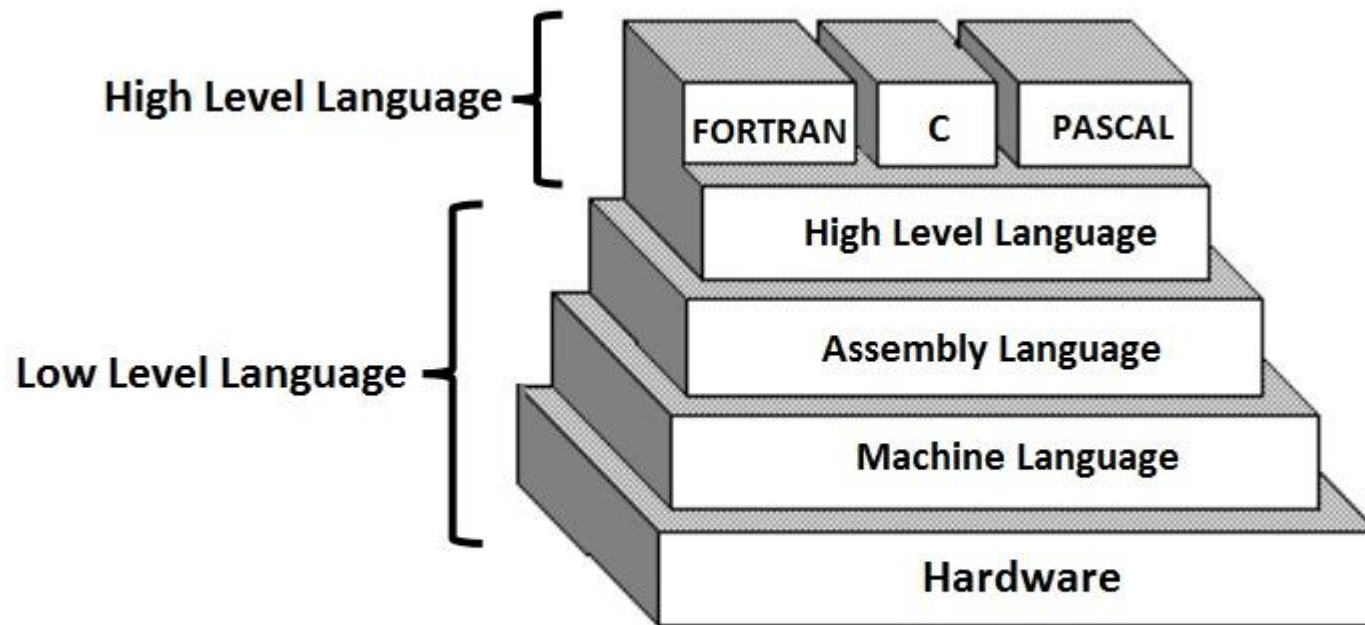 High Level Language
FORTRAN
C
PASCAL
High Level Language
Low Level Language
Assembly Language
Machine Language
Hardware